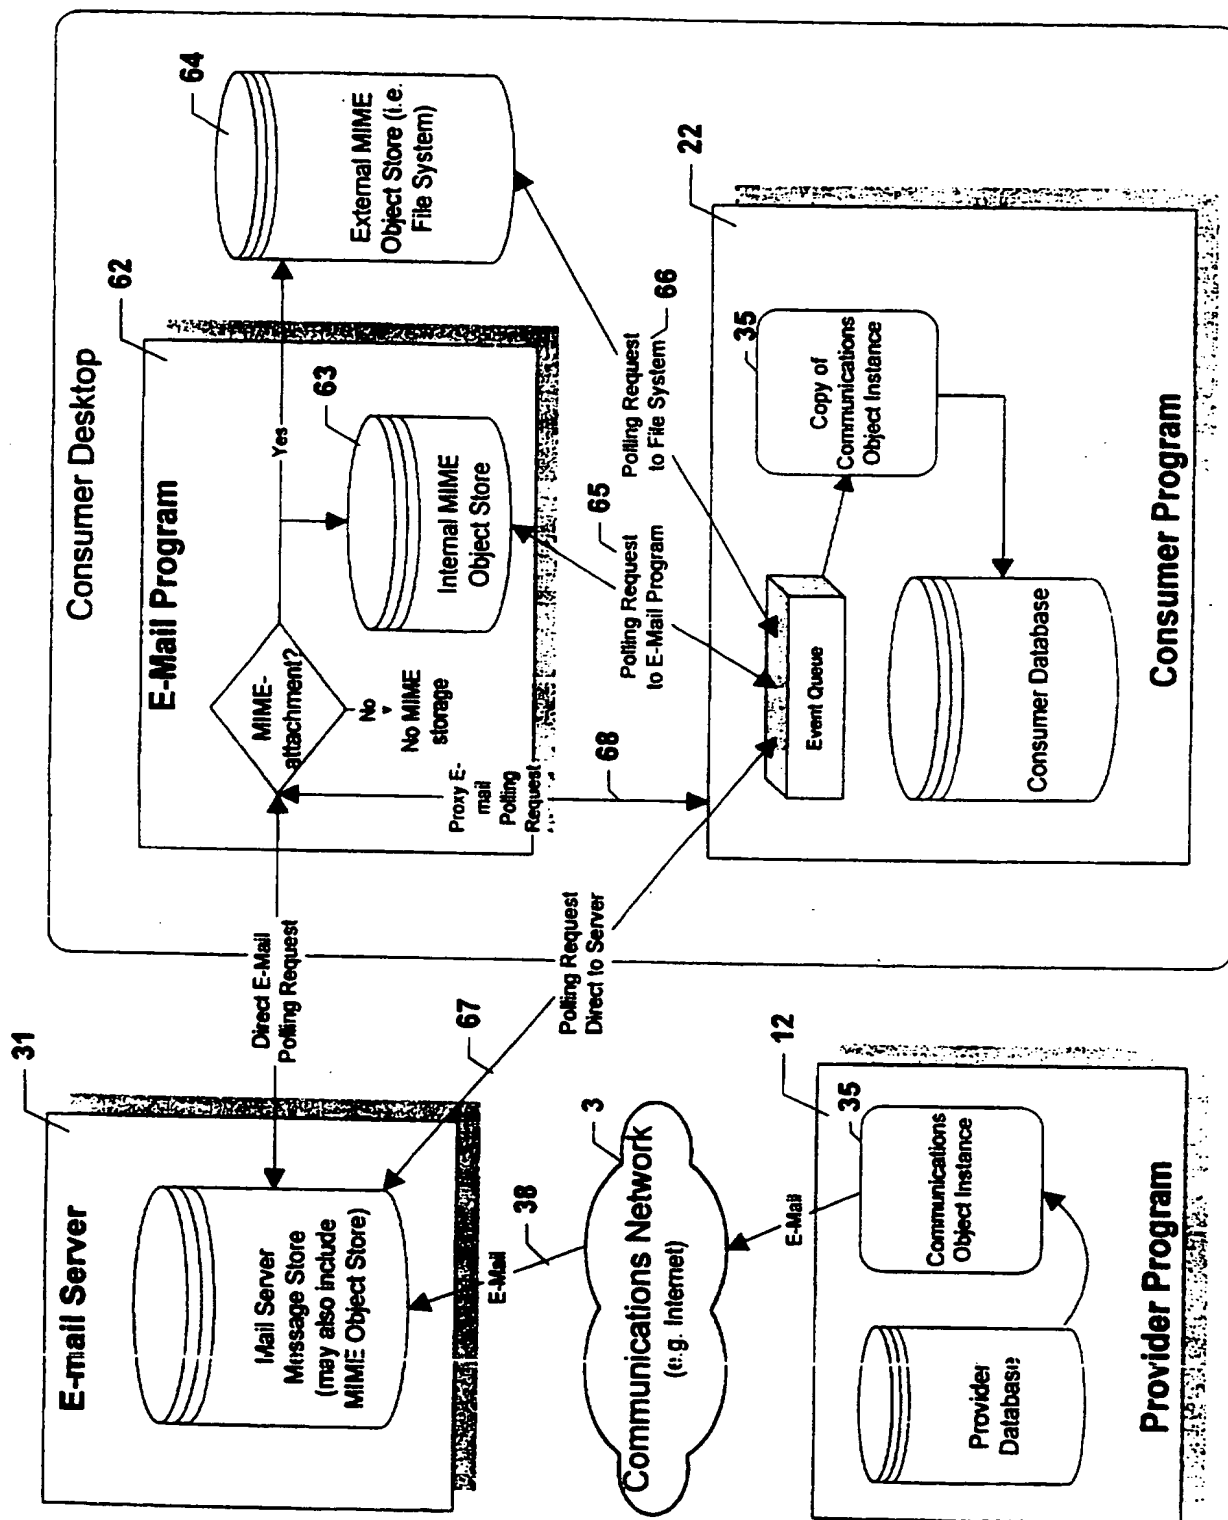 31
E-mail Server
Mail Server
Message Store
(may also include
MIME Object Store)
Direct E-Mail
Polling Request
67
E-Mail
38
3
Communications Network
(e.g. Internet)
E-Mail
12
35
Communications
Object Instance
Provider
Database
Provider Program
Consumer Desktop
62
E-Mail Program
MIME-
attachment?
Yes
No
No MIME
storage
63
Internal MIME
Object Store
64
External MIME
Object Store (i.e.
File System)
Proxy E-
mail
Polling
Request
68
Polling Request
Direct to Server
65
Polling Request
to E-Mail Program
66
Polling Request
to File System
22
Event Queue
35
Copy of
Communications
Object Instance
Consumer Database
Consumer Program